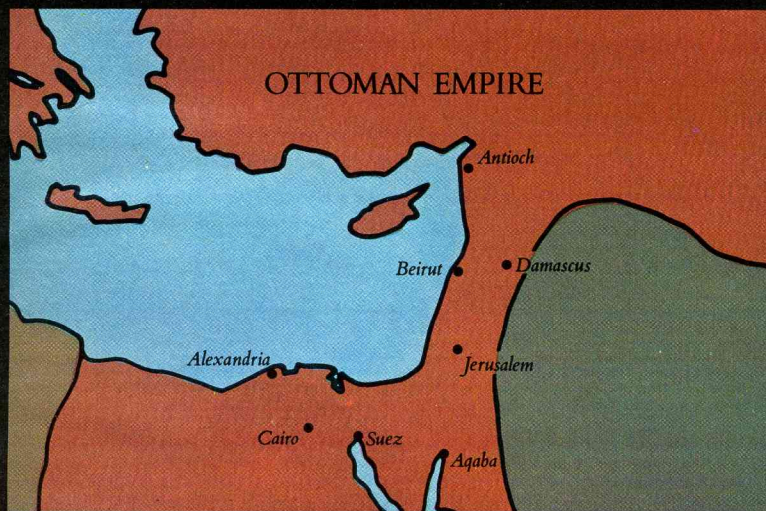 OTTOMAN EMPIRE
Antioch
Beirut
Damascus
Alexandria
Jerusalem
Cairo
Suez
Aqaba